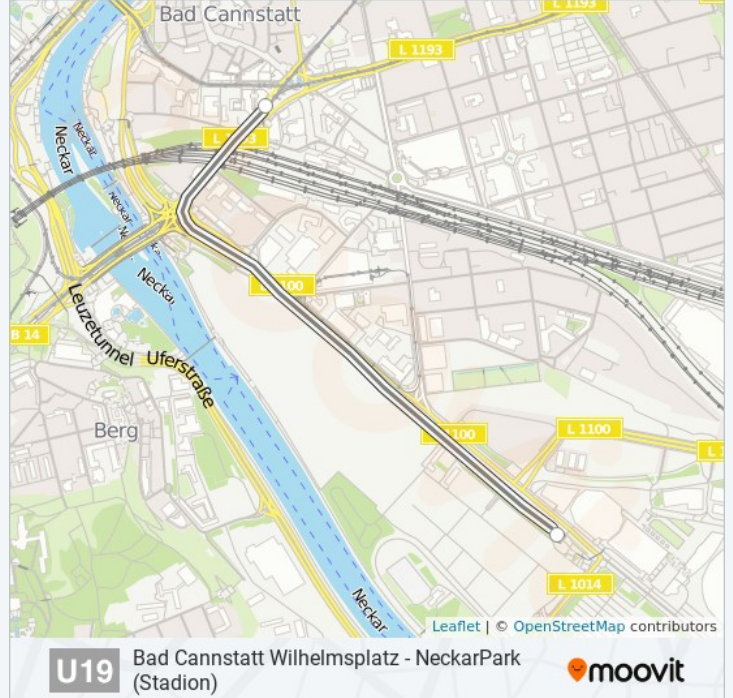 Bad Cannstatt
L 1193
L 1193
Neckar
Neckar
Neckar
Neckar
L 1100
B 14
Leuzetunnel
Uferstraße
Berg
L 1100
Neckar
L 1014
Leaflet | © OpenStreetMap contributors
U19
Bad Cannstatt Wilhelmsplatz - NeckarPark
(Stadion)
moovit